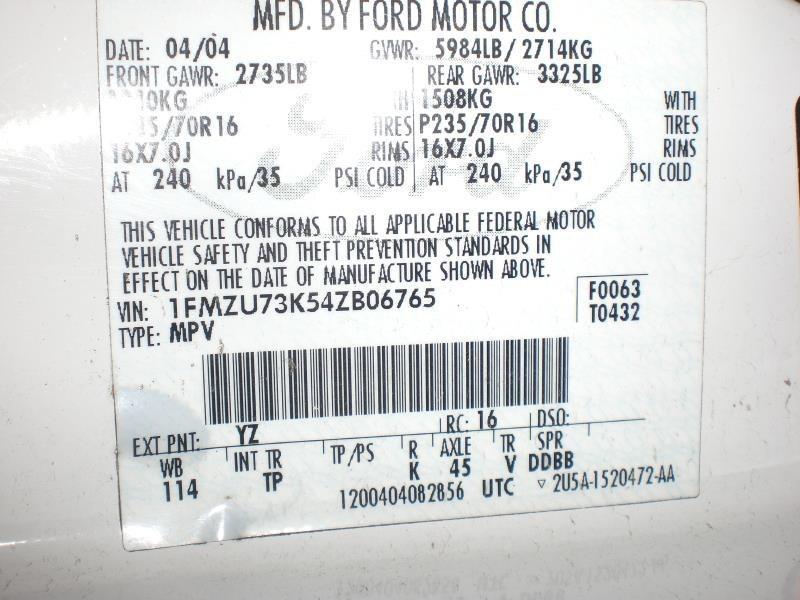 MFD. BY FORD MOTOR CO.
DATE: 04/04 GVWR: 5984LB/ 2714KG
FRONT GAWR: 2735LB REAR GAWR: 3325LB
1508KG WITH
/70R16 TIRES P235/70R16 TIRES
16X7.0J RIMS 16X7.0J RIMS
AT 240 kPa/35 PSI COLD AT 240 kPa/35 PSI COLD
THIS VEHICLE CONFORMS TO ALL APPLICABLE FEDERAL MOTOR
VEHICLE SAFETY AND THEFT PREVENTION STANDARDS IN
EFFECT ON THE DATE OF MANUFACTURE SHOWN ABOVE.
VIN: 1FMZU73K54ZB06765 F0063
TYPE: MPV T0432
EXT PNT: YZ RC: 16 DSO:
WB INT TR TP/PS R AXLE TR SPR
114 TP K 45 V DDBB
1200404082856 UTC ▽ 2U5A-1520472-AA